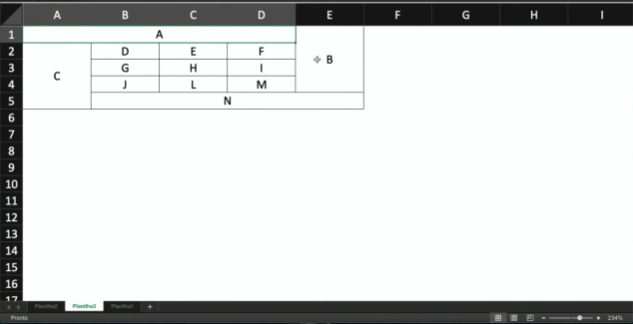 A B C D E F G H I
1 A
2 D E F
3 G H I B
4 C J L M
5 N
6
7
8
9
10
11
12
13
14
15
16
17
Planilha2 Planilha3 Planilha1 +
Pronto - + 234%